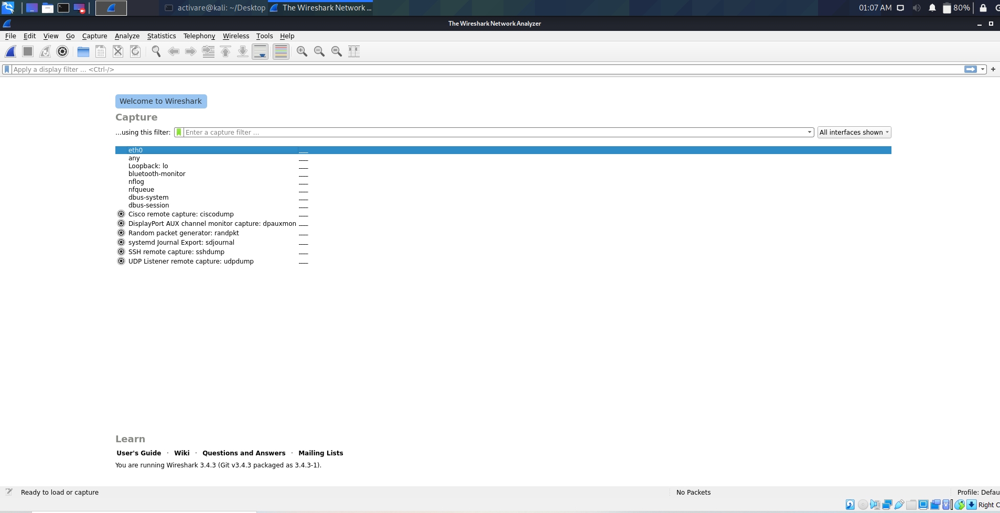 activare@kali: ~/Desktop
The Wireshark Network ...
01:07 AM
80%
The Wireshark Network Analyzer
File Edit View Go Capture Analyze Statistics Telephony Wireless Tools Help
Apply a display filter ... <Ctrl-/>
Welcome to Wireshark
Capture
...using this filter:
Enter a capture filter ...
All interfaces shown
eth0
any
Loopback: lo
bluetooth-monitor
nflog
nfqueue
dbus-system
dbus-session
Cisco remote capture: ciscodump
DisplayPort AUX channel monitor capture: dpauxmon
Random packet generator: randpkt
systemd Journal Export: sdjournal
SSH remote capture: sshdump
UDP Listener remote capture: udpdump
Learn
User's Guide · Wiki · Questions and Answers · Mailing Lists
You are running Wireshark 3.4.3 (Git v3.4.3 packaged as 3.4.3-1).
Ready to load or capture
No Packets
Profile: Defau
Right C